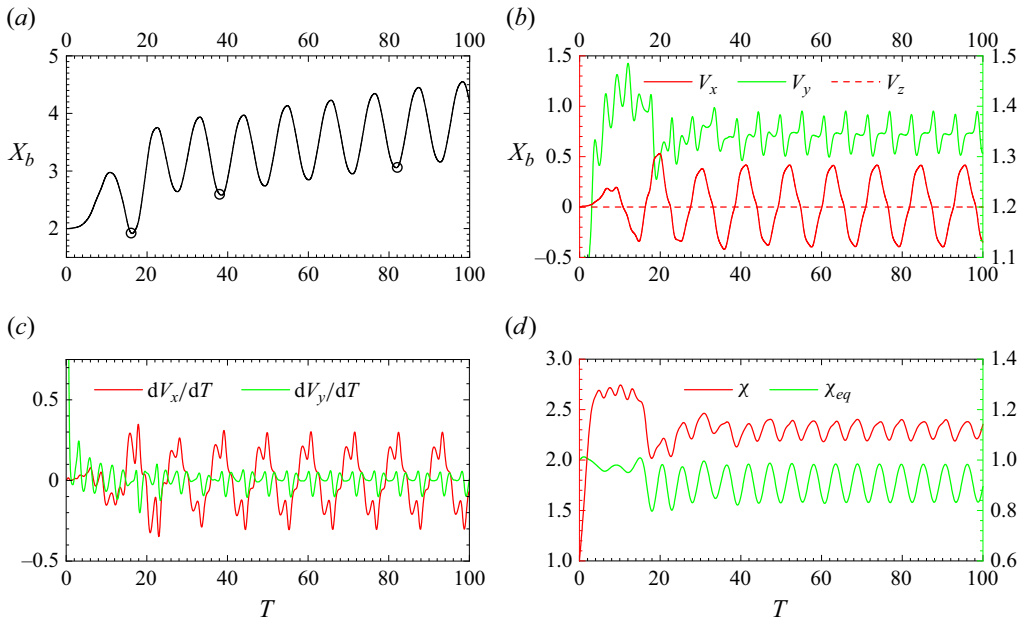 (a)
0 20 40 60 80 100
5
4
X_b
3
2
0 20 40 60 80 100
(b)
0 20 40 60 80 100
1.5 1.5
V_x V_y V_z
1.0 1.4
X_b 0.5 1.3
0 1.2
–0.5 1.1
0 20 40 60 80 100
(c)
dV_x/dT dV_y/dT
0.5
0
–0.5
0 20 40 60 80 100
T
(d)
3.0 1.4
χ χ_eq
2.5 1.2
2.0 1.0
1.5 0.8
1.0 0.6
0 20 40 60 80 100
T